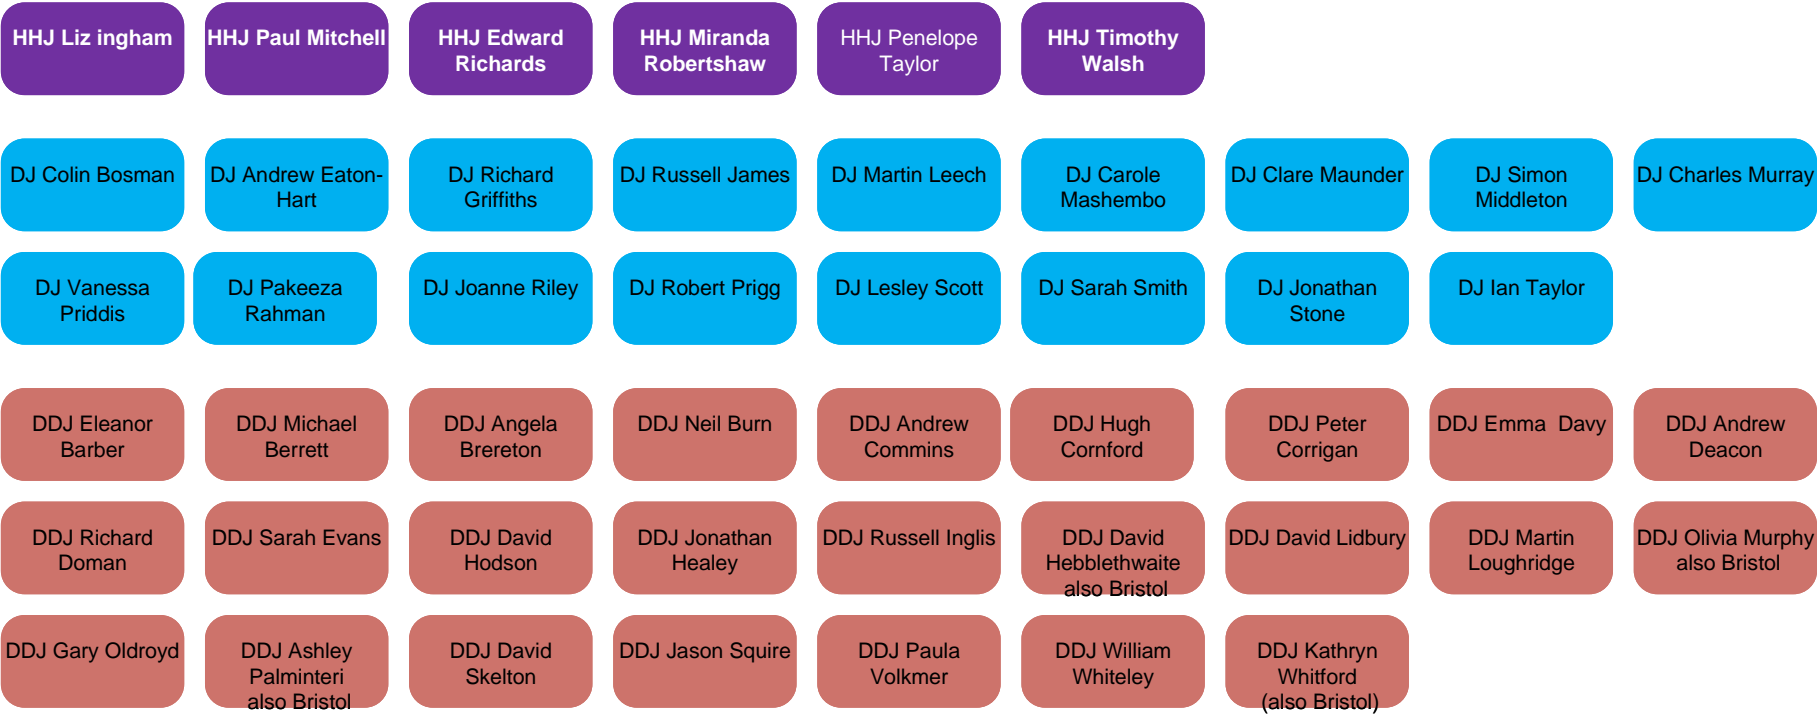 HHJ Liz ingham
HHJ Paul Mitchell
HHJ Edward
Richards
HHJ Miranda
Robertshaw
HHJ Penelope
Taylor
HHJ Timothy
Walsh
DJ Colin Bosman
DJ Andrew Eaton-
Hart
DJ Richard
Griffiths
DJ Russell James
DJ Martin Leech
DJ Carole
Mashembo
DJ Clare Maunder
DJ Simon
Middleton
DJ Charles Murray
DJ Vanessa
Priddis
DJ Pakeeza
Rahman
DJ Joanne Riley
DJ Robert Prigg
DJ Lesley Scott
DJ Sarah Smith
DJ Jonathan
Stone
DJ Ian Taylor
DDJ Eleanor
Barber
DDJ Michael
Berrett
DDJ Angela
Brereton
DDJ Neil Burn
DDJ Andrew
Commins
DDJ Hugh
Cornford
DDJ Peter
Corrigan
DDJ Emma  Davy
DDJ Andrew
Deacon
DDJ Richard
Doman
DDJ Sarah Evans
DDJ David
Hodson
DDJ Jonathan
Healey
DDJ Russell Inglis
DDJ David
Hebblethwaite
also Bristol
DDJ David Lidbury
DDJ Martin
Loughridge
DDJ Olivia Murphy
also Bristol
DDJ Gary Oldroyd
DDJ Ashley
Palminteri
also Bristol
DDJ David
Skelton
DDJ Jason Squire
DDJ Paula
Volkmer
DDJ William
Whiteley
DDJ Kathryn
Whitford
(also Bristol)